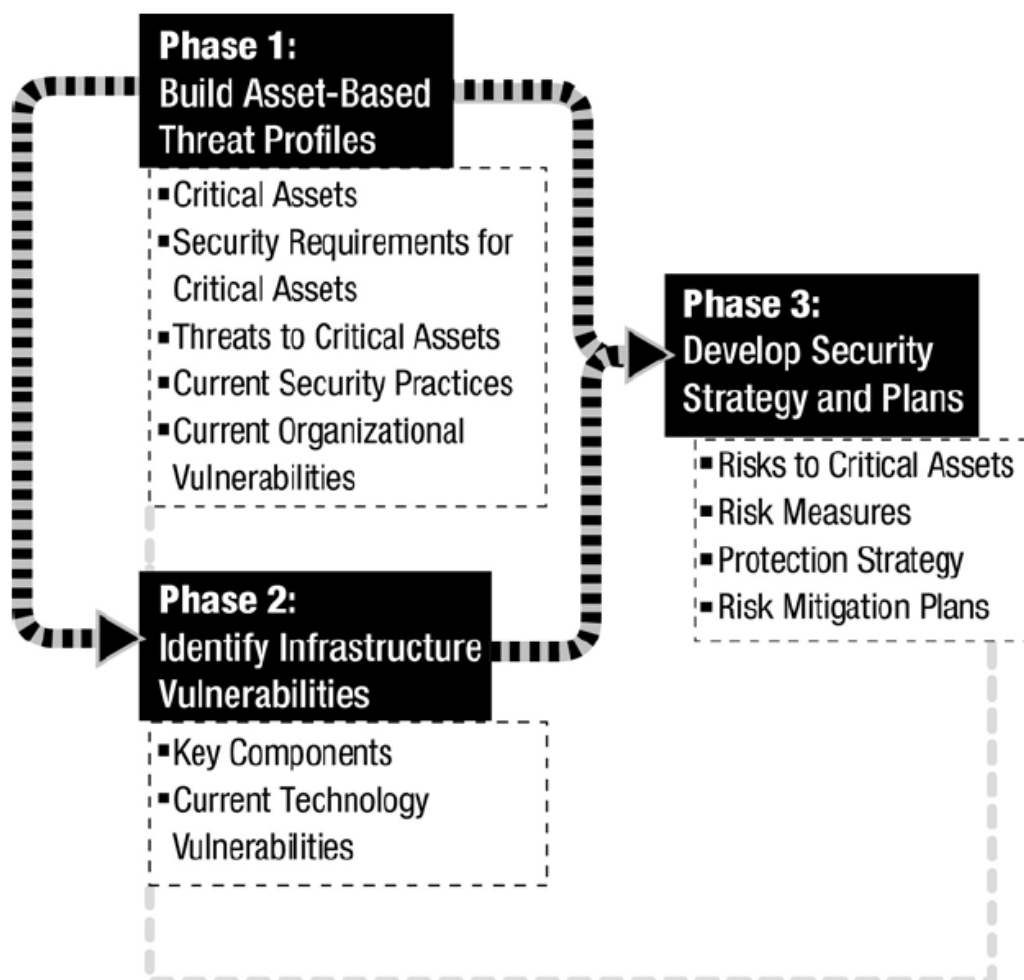 Phase 1:
Build Asset-Based
Threat Profiles
▪Critical Assets
▪Security Requirements for
Critical Assets
▪Threats to Critical Assets
▪Current Security Practices
▪Current Organizational
Vulnerabilities
Phase 2:
Identify Infrastructure
Vulnerabilities
▪Key Components
▪Current Technology
Vulnerabilities
Phase 3:
Develop Security
Strategy and Plans
▪Risks to Critical Assets
▪Risk Measures
▪Protection Strategy
▪Risk Mitigation Plans